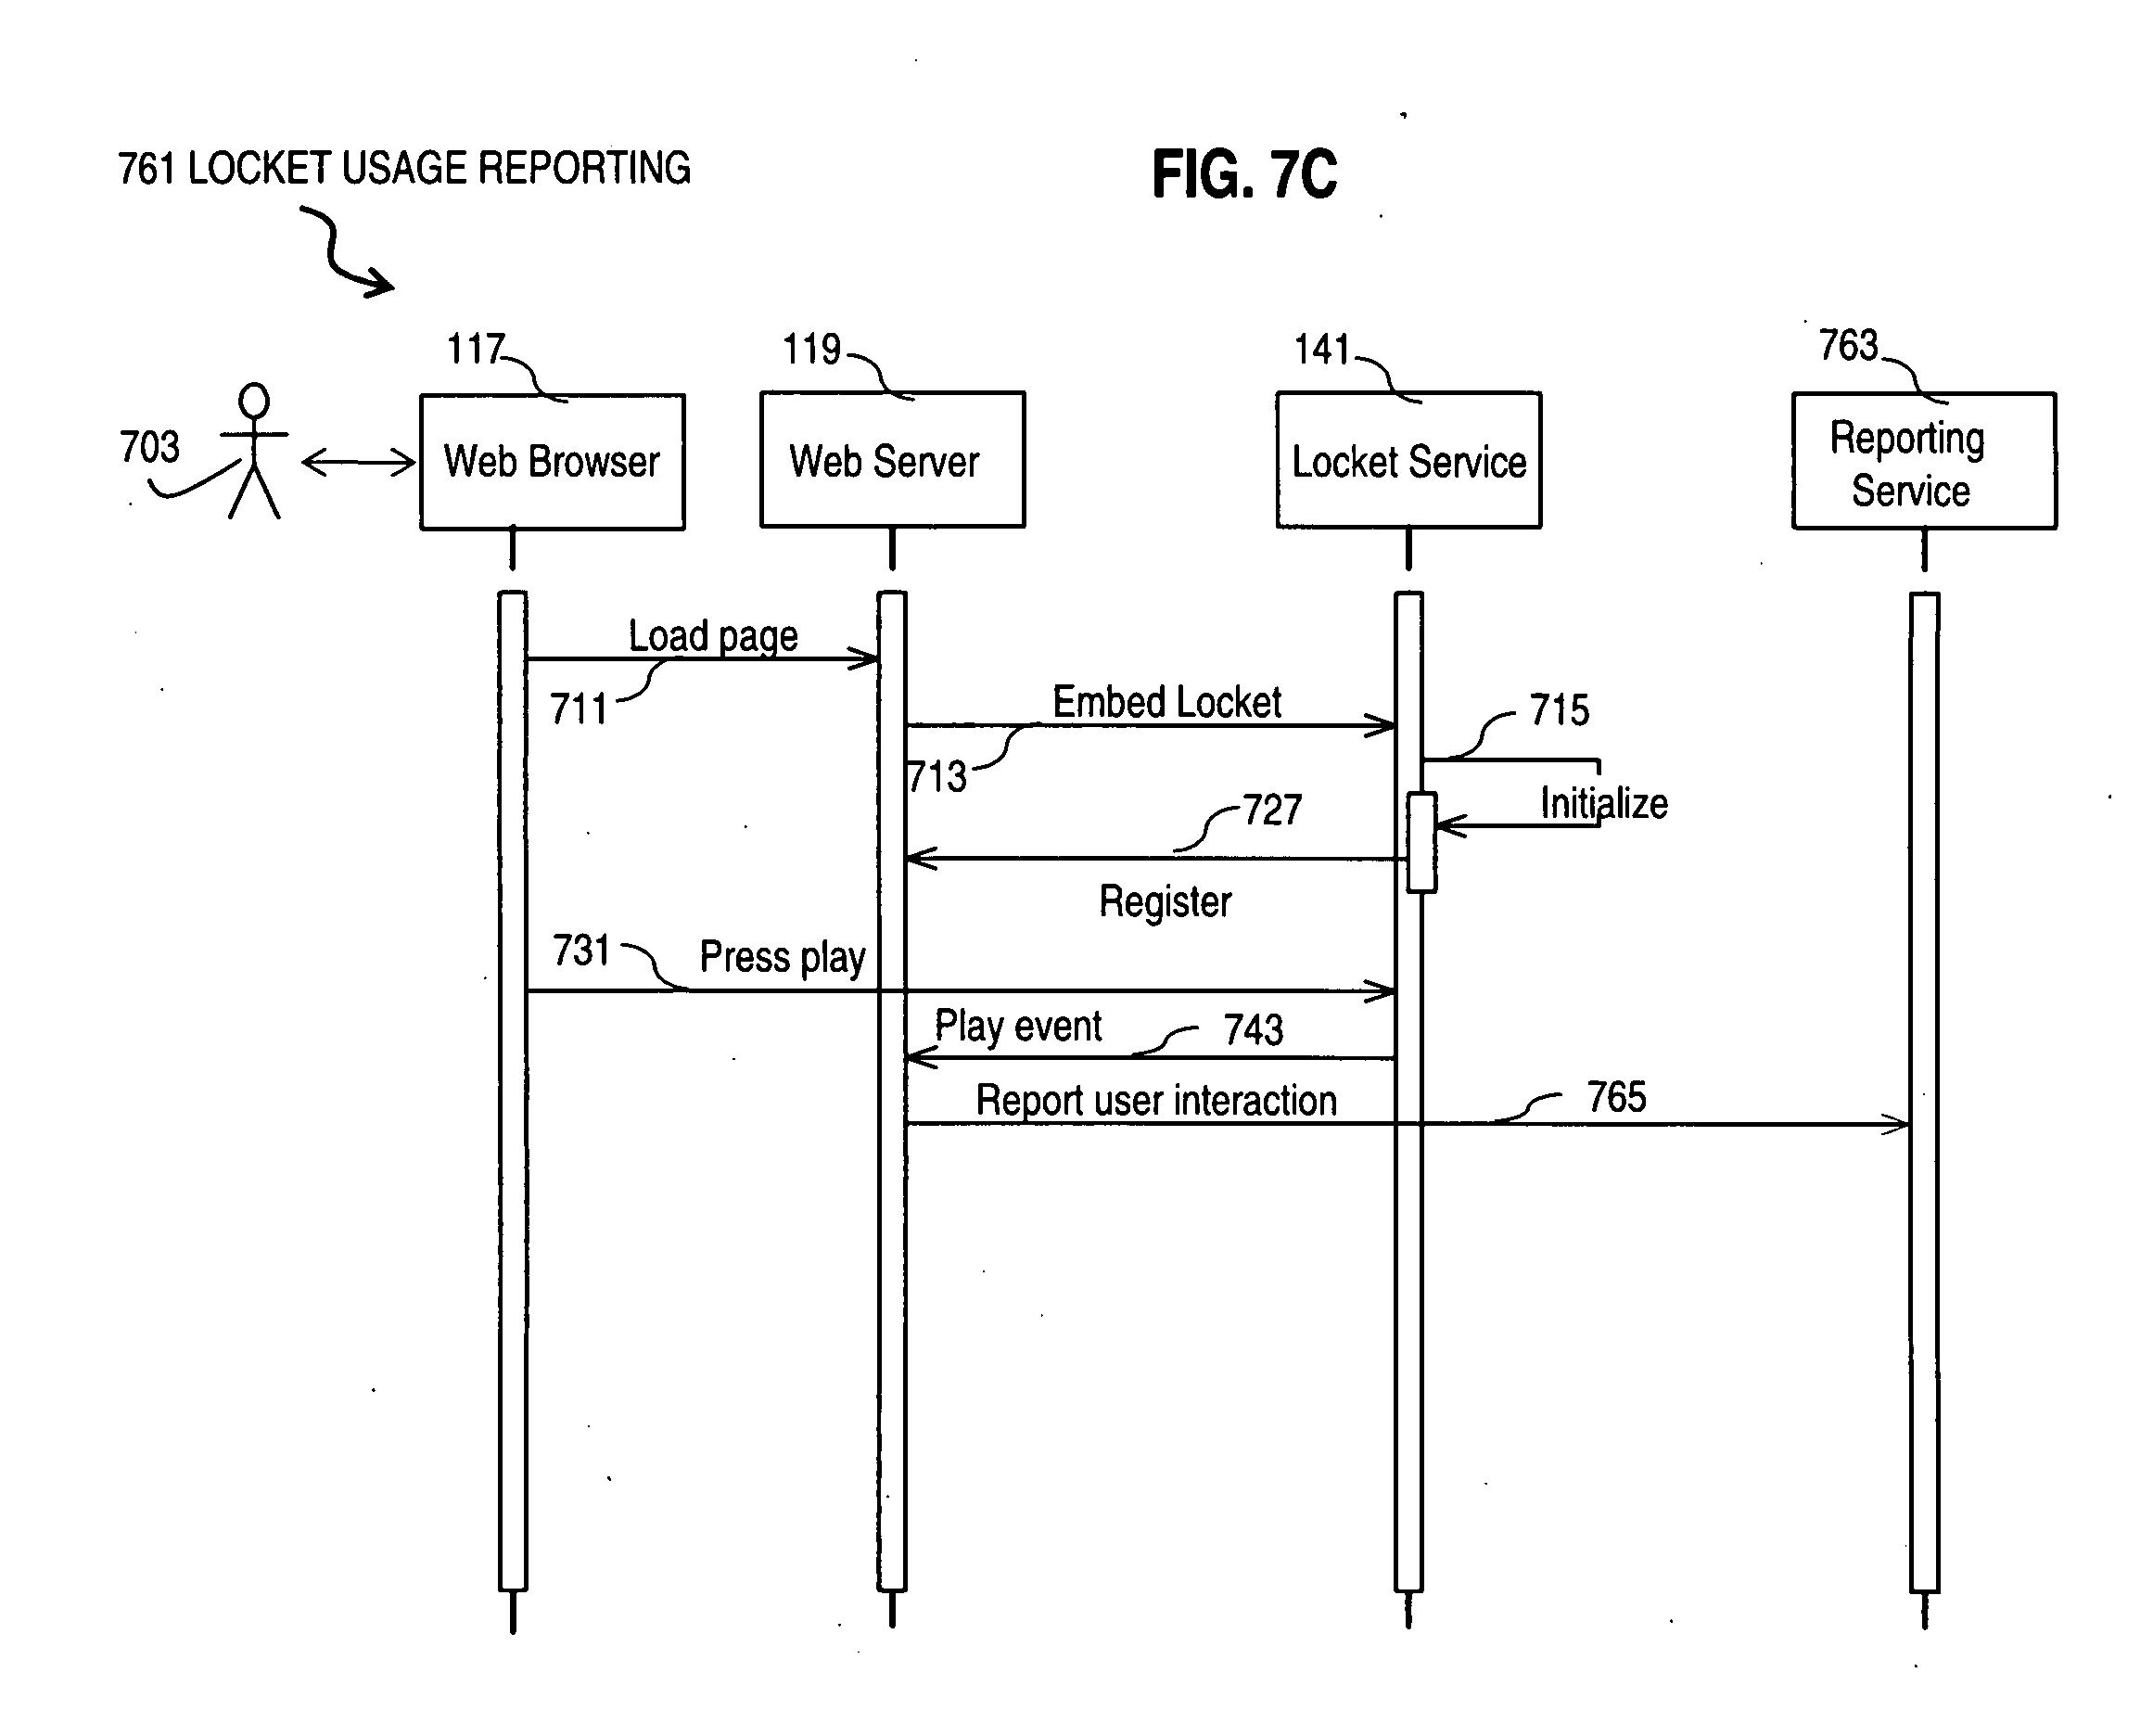 761 LOCKET USAGE REPORTING
FIG. 7C
117
119
141
763
703
Web Browser
Web Server
Locket Service
Reporting
Service
Load page
711
Embed Locket
713
715
Initialize
727
Register
731
Press play
Play event
743
Report user interaction
765